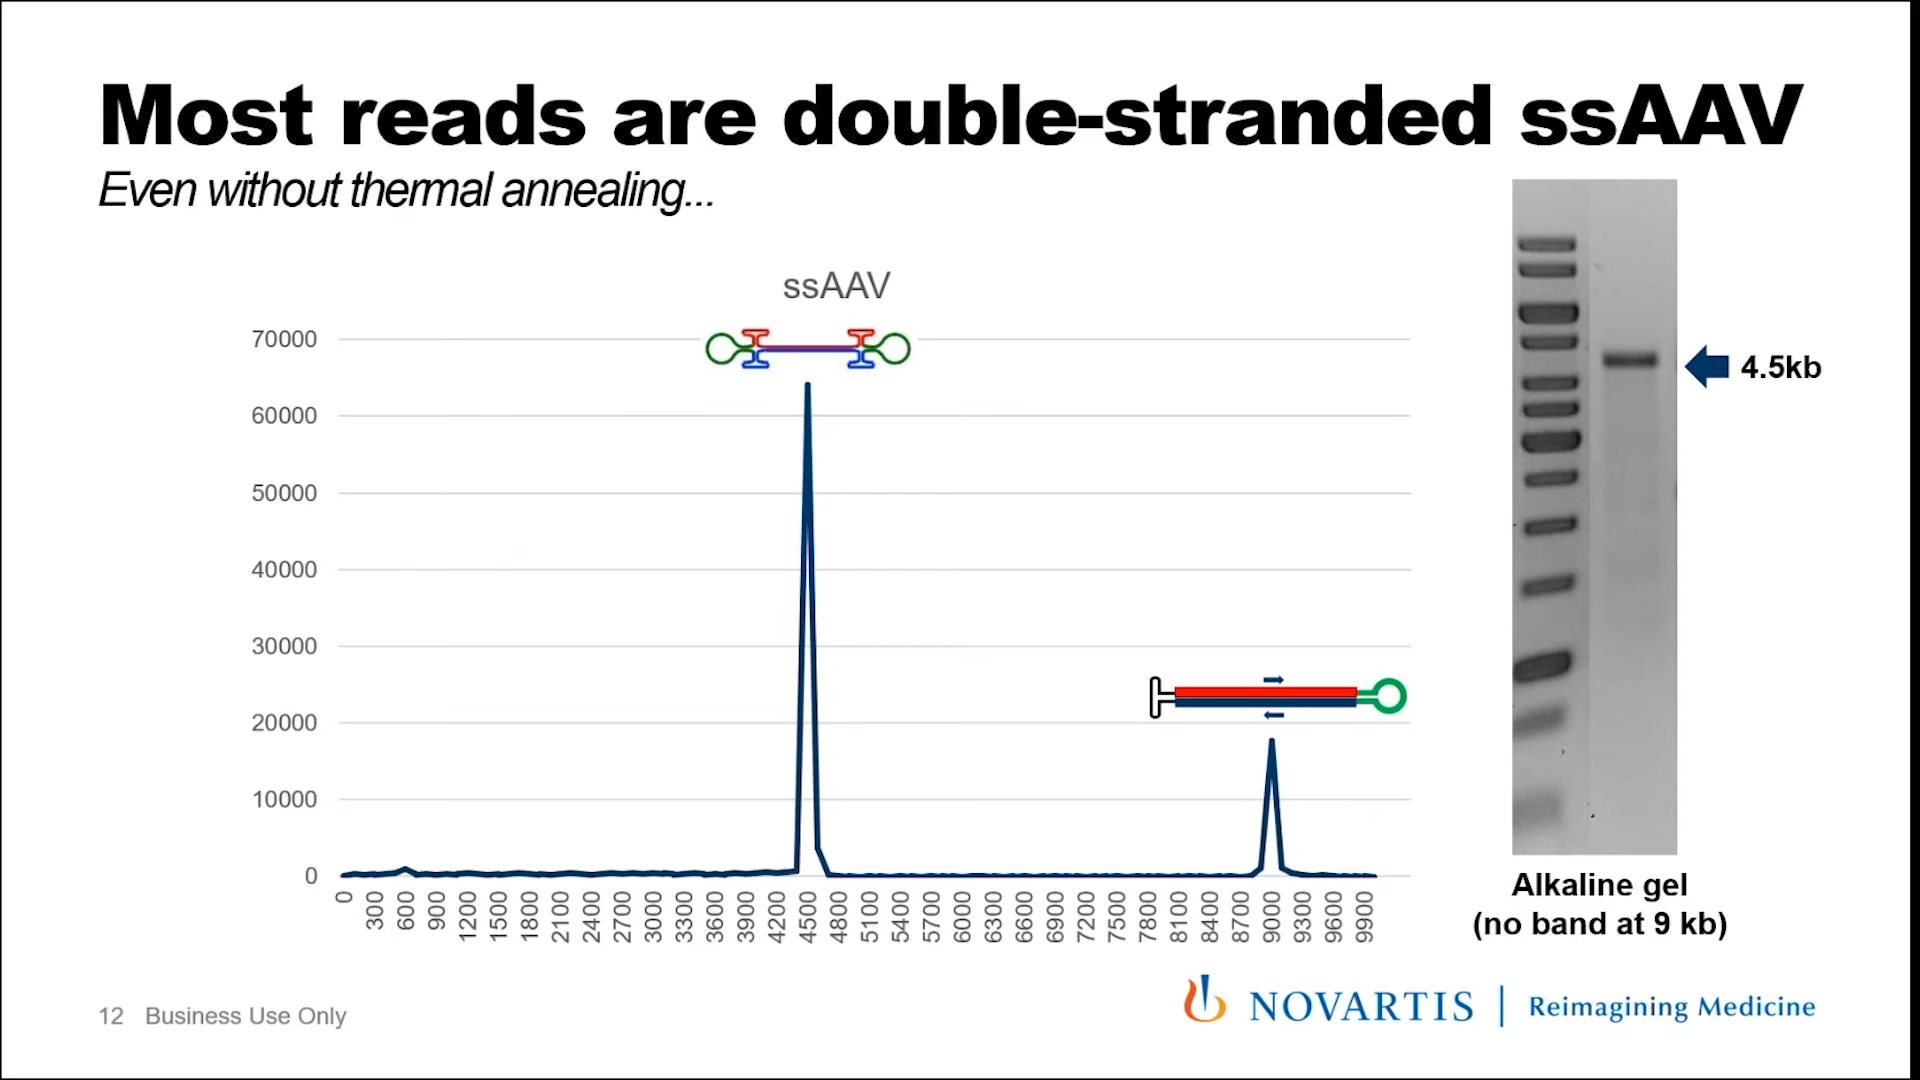 Most reads are double-stranded ssAAV
Even without thermal annealing...
ssAAV
70000
60000
50000
40000
30000
20000
10000
0
0 300 600 900 1200 1500 1800 2100 2400 2700 3000 3300 3600 3900 4200 4500 4800 5100 5400 5700 6000 6300 6600 6900 7200 7500 7800 8100 8400 8700 9000 9300 9600 9900
4.5kb
Alkaline gel
(no band at 9 kb)
12 Business Use Only
NOVARTIS | Reimagining Medicine